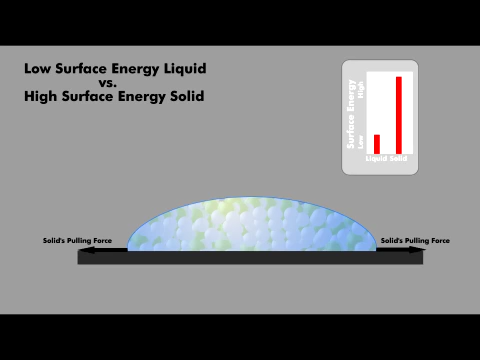 Low Surface Energy Liquid
vs.
High Surface Energy Solid
Surface Energy
High
Low
Liquid Solid
Solid's Pulling Force
Solid's Pulling Force